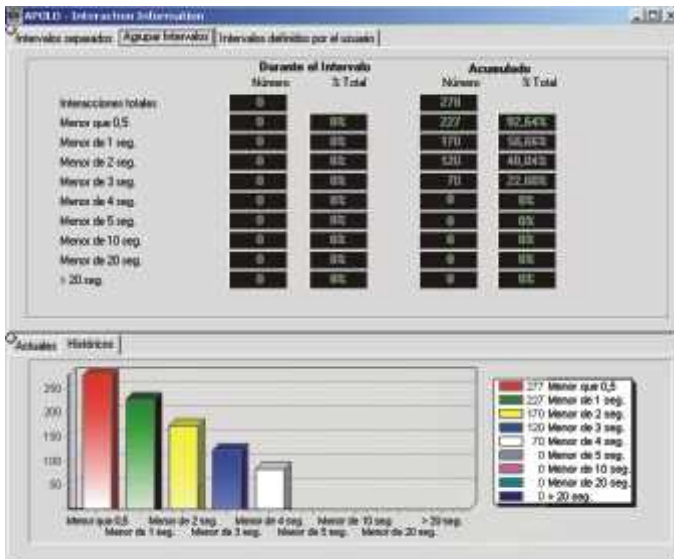 APOLO - Interaction Information
Intervalos separados Agrupar Intervalos Intervalos definidos por el usuario
Durante el Intervalo Acumulado
Número % Total Número % Total
Interacciones totales 0 278
Menor que 0,5 0 0% 227 92,64%
Menor de 1 seg. 0 0% 170 56,66%
Menor de 2 seg. 0 0% 120 40,04%
Menor de 3 seg. 0 0% 70
Menor de 4 seg. 0 0% 0 0%
Menor de 5 seg. 0 0% 0 0%
Menor de 10 seg. 0 0% 0 0%
Menor de 20 seg. 0 0% 0 0%
> 20 seg. 0 0% 0 0%
Actuales Históricos
250
200
150
100
50
277 Menor que 0,5
227 Menor de 1 seg.
170 Menor de 2 seg.
120 Menor de 3 seg.
70 Menor de 4 seg.
0 Menor de 5 seg.
0 Menor de 10 seg.
0 Menor de 20 seg.
0 > 20 seg.
Menor que 0,5 Menor de 2 seg. Menor de 4 seg. Menor de 10 seg. > 20 seg.
Menor de 1 seg. Menor de 3 seg. Menor de 5 seg. Menor de 20 seg.